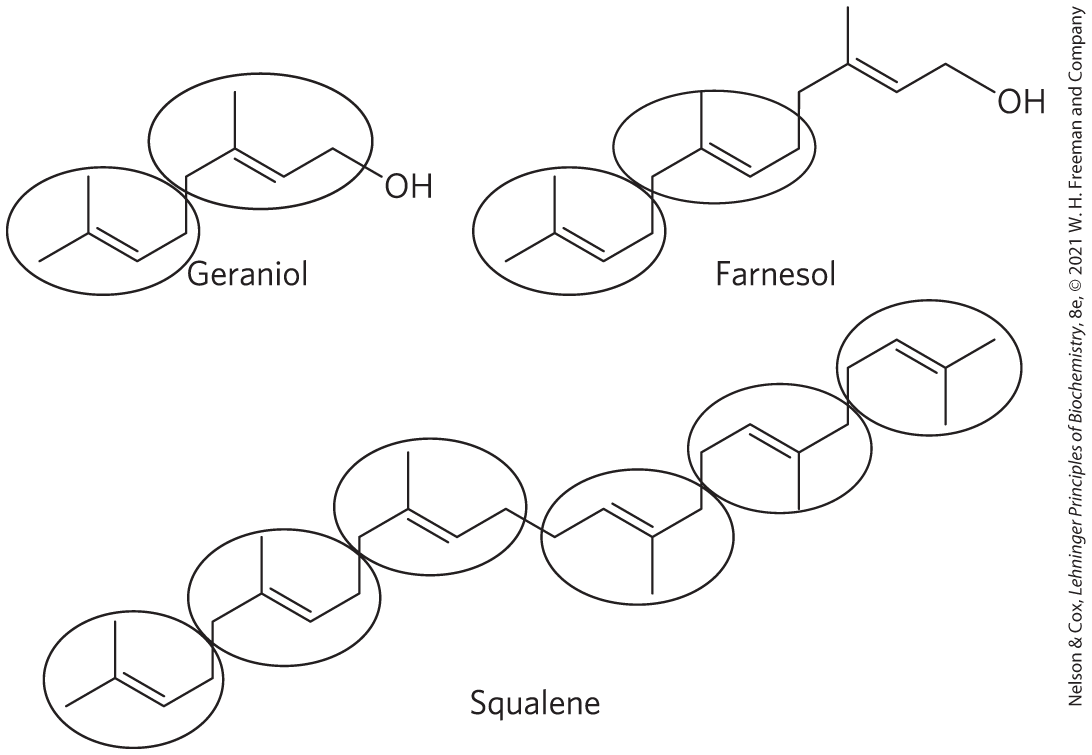 OH
OH
Geraniol
Farnesol
Squalene
Nelson & Cox, Lehninger Principles of Biochemistry, 8e, © 2021 W. H. Freeman and Company